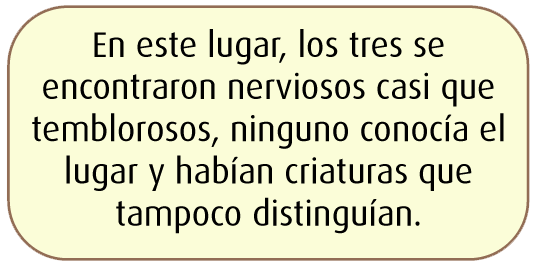 En este lugar, los tres se
encontraron nerviosos casi que
temblorosos, ninguno conocía el
lugar y habían criaturas que
tampoco distinguían.